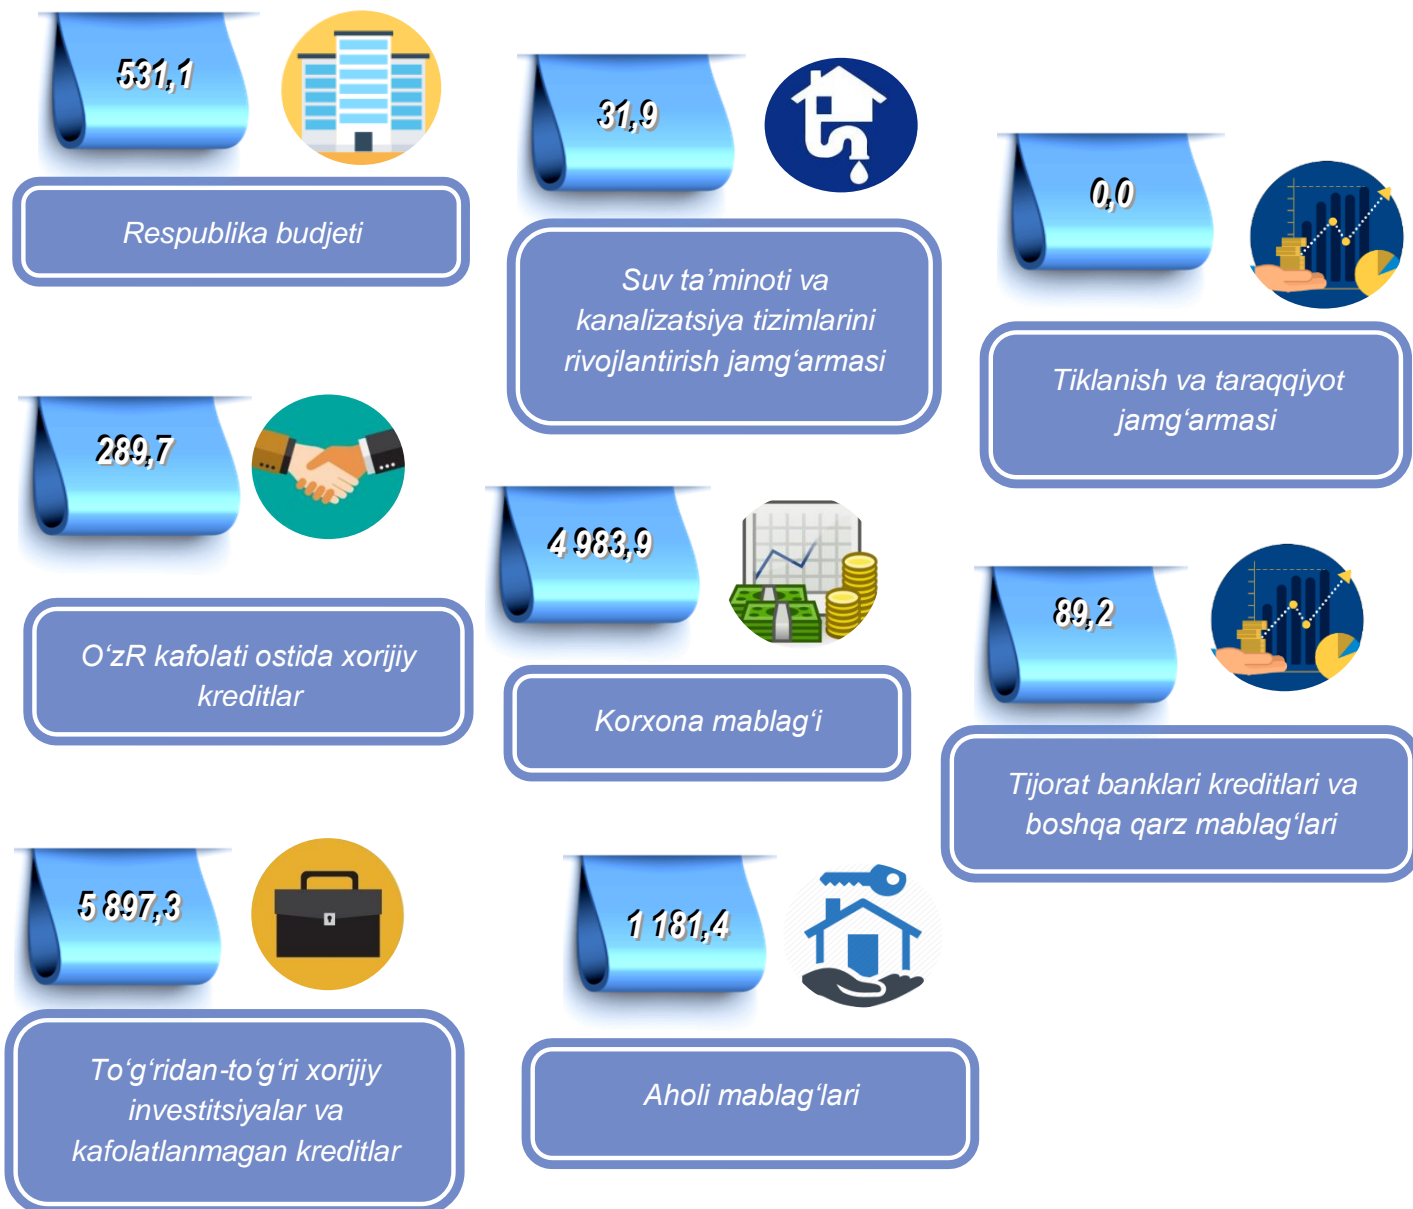 531,1
Respublika budjeti
31,9
Suv ta’minoti va
kanalizatsiya tizimlarini
rivojlantirish jamg‘armasi
0,0
Tiklanish va taraqqiyot
jamg‘armasi
289,7
O‘zR kafolati ostida xorijiy
kreditlar
4 983,9
Korxona mablag‘i
89,2
Tijorat banklari kreditlari va
boshqa qarz mablag‘lari
5 897,3
To‘g‘ridan-to‘g‘ri xorijiy
investitsiyalar va
kafolatlanmagan kreditlar
1 181,4
Aholi mablag‘lari